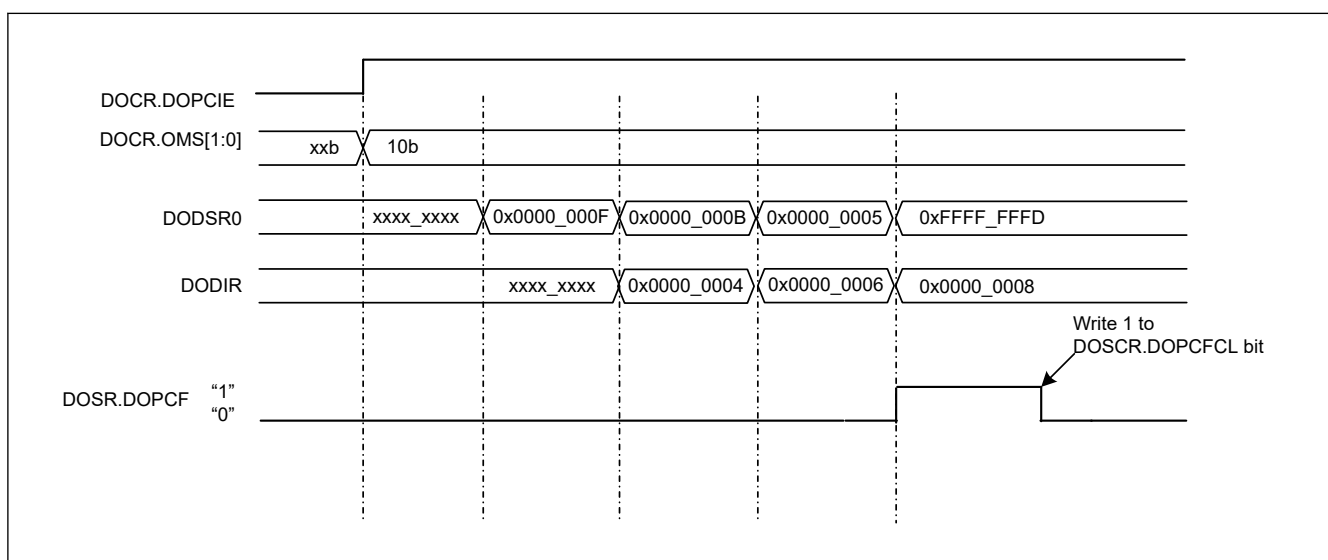 DOCR.DOPCIE
DOCR.OMS[1:0] xxb 10b
DODSR0 xxxx_xxxx 0x0000_000F 0x0000_000B 0x0000_0005 0xFFFF_FFFD
DODIR xxxx_xxxx 0x0000_0004 0x0000_0006 0x0000_0008
Write 1 to
DOSCR.DOPCFCL bit
DOSR.DOPCF “1”
“0”